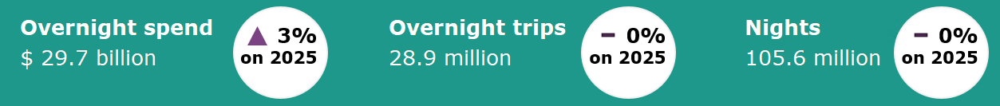 Overnight spend
$ 29.7 billion
▲ 3%
on 2025
Overnight trips
28.9 million
– 0%
on 2025
Nights
105.6 million
– 0%
on 2025